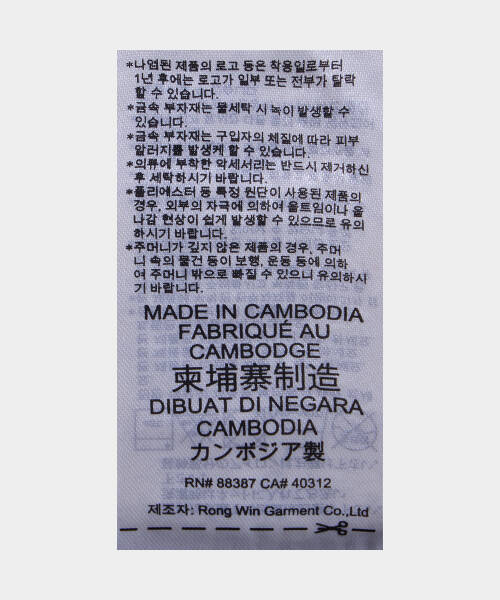 *나염된 제품의 로고 등은 착용일로부터
1년 후에는 로고가 일부 또는 전부가 탈락
할 수 있습니다.
*금속 부자재는 물세탁 시 녹이 발생할 수
있습니다.
*금속 부자재는 구입자의 체질에 따라 피부
알러지를 발생케 할 수 있습니다.
*의류에 부착한 악세서리는 반드시 제거하신
후 세탁하시기 바랍니다.
*폴리에스터 등 특정 원단이 사용된 제품의
경우, 외부의 자극에 의하여 올트임이나 올
나감 현상이 쉽게 발생할 수 있으므로 유의
하시기 바랍니다.
*주머니가 깊지 않은 제품의 경우, 주머
니 속의 물건 등이 보행, 운동 등에 의하
여 주머니 밖으로 빠질 수 있으니 유의하시
기 바랍니다.
MADE IN CAMBODIA
FABRIQUÉ AU
CAMBODGE
柬埔寨制造
DIBUAT DI NEGARA
CAMBODIA
カンボジア製
RN# 88387 CA# 40312
제조자: Rong Win Garment Co.,Ltd